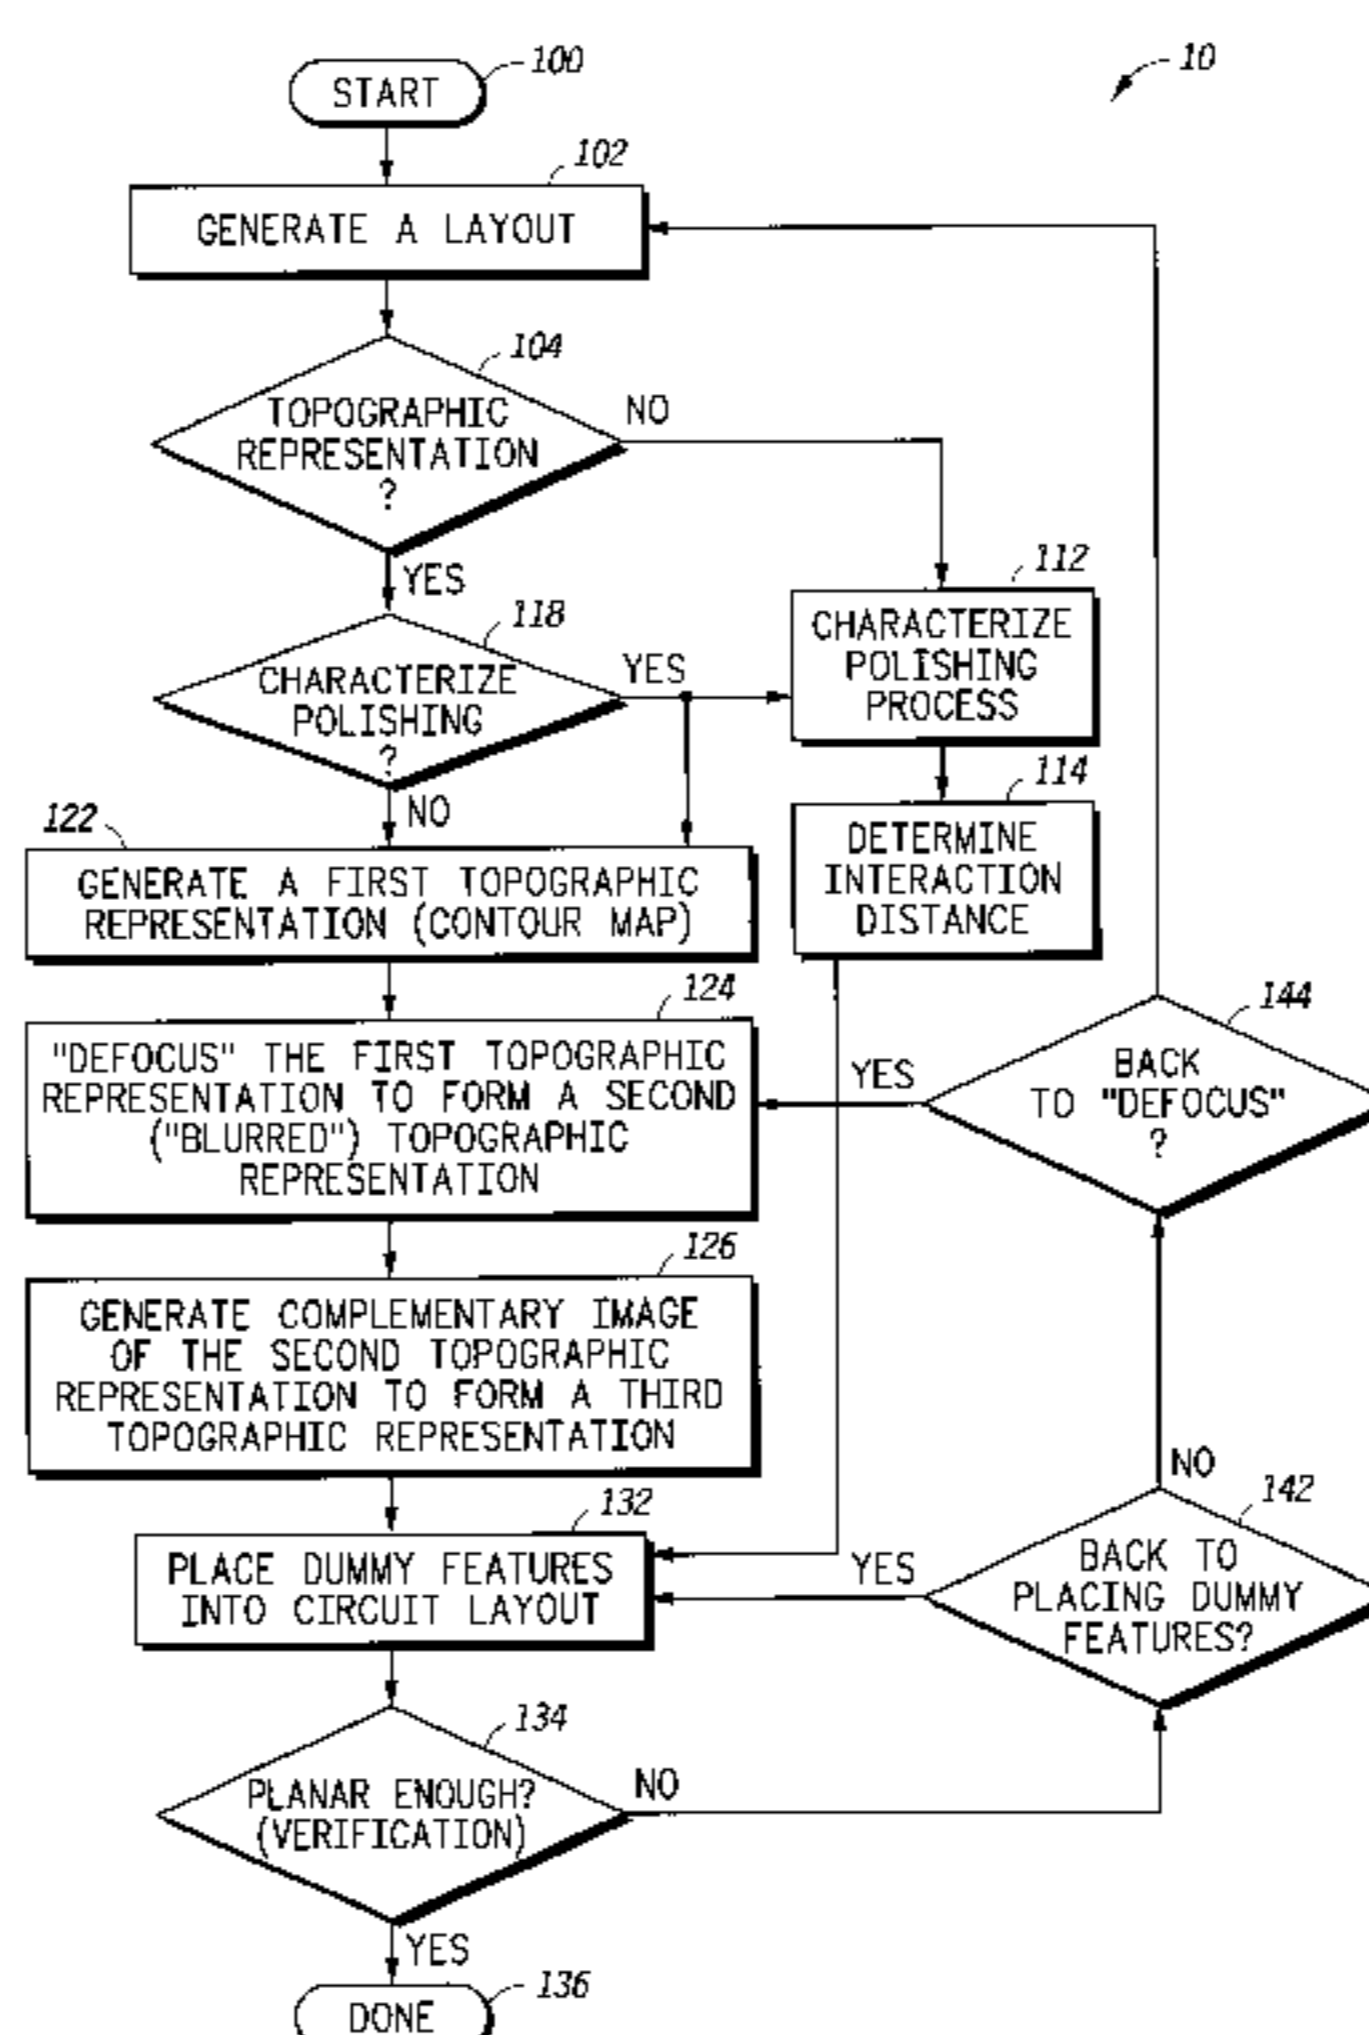 10
START
100
102
GENERATE A LAYOUT
104
TOPOGRAPHIC
REPRESENTATION
?
NO
YES
112
CHARACTERIZE
POLISHING
PROCESS
118
CHARACTERIZE
POLISHING
?
YES
NO
114
DETERMINE
INTERACTION
DISTANCE
122
GENERATE A FIRST TOPOGRAPHIC
REPRESENTATION (CONTOUR MAP)
124
"DEFOCUS" THE FIRST TOPOGRAPHIC
REPRESENTATION TO FORM A SECOND
("BLURRED") TOPOGRAPHIC
REPRESENTATION
144
BACK
TO "DEFOCUS"
?
YES
126
GENERATE COMPLEMENTARY IMAGE
OF THE SECOND TOPOGRAPHIC
REPRESENTATION TO FORM A THIRD
TOPOGRAPHIC REPRESENTATION
NO
132
PLACE DUMMY FEATURES
INTO CIRCUIT LAYOUT
142
BACK TO
PLACING DUMMY
FEATURES?
YES
134
PLANAR ENOUGH?
(VERIFICATION)
NO
YES
136
DONE